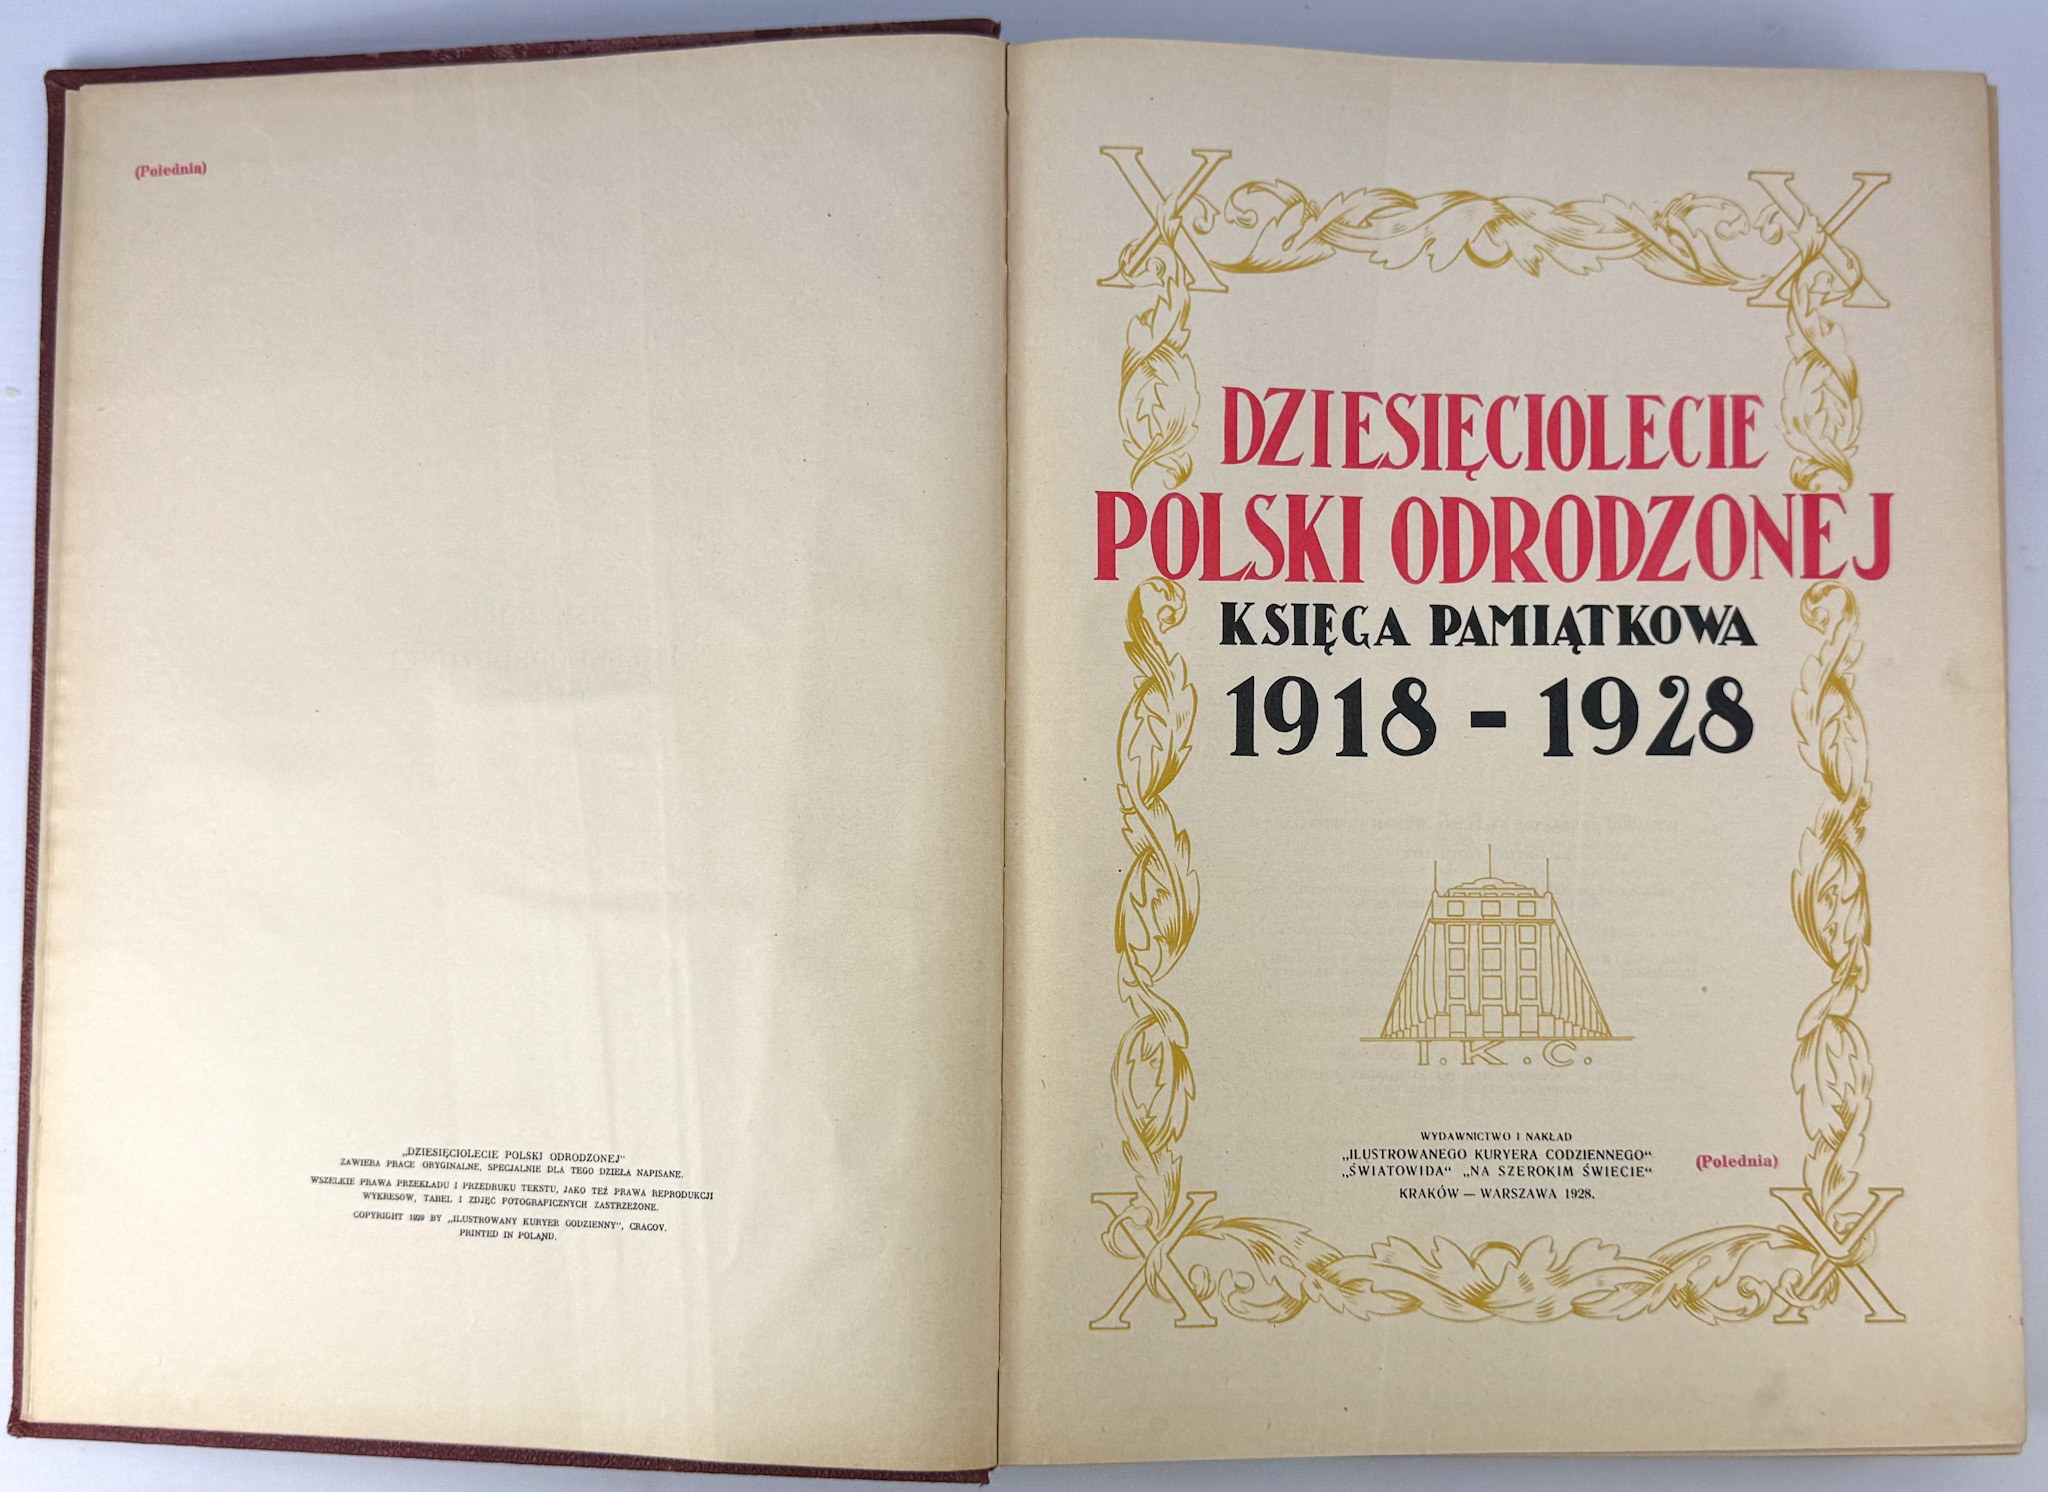 (Polednia)
„DZIESIĘCIOLECIE POLSKI ODRODZONEJ"
ZAWIERA PRACE ORYGINALNE, SPECJALNIE DLA TEGO DZIEŁA NAPISANE.
WSZELKIE PRAWA PRZEKŁADU I PRZEDRUKU TEKSTU, JAKO TEŻ PRAWA REPRODUKCJI
WYKRESÓW, TABEL I ZDJĘĆ FOTOGRAFICZNYCH ZASTRZEŻONE.
COPYRIGHT 1929 BY „ILUSTROWANY KURYER CODZIENNY", CRACOV.
PRINTED IN POLAND.
X X
DZIESIĘCIOLECIE
POLSKI ODRODZONEJ
KSIĘGA PAMIĄTKOWA
1918 - 1928
I. K. C.
WYDAWNICTWO I NAKŁAD
„ILUSTROWANEGO KURYERA CODZIENNEGO"
„ŚWIATOWIDA" „NA SZEROKIM ŚWIECIE"
(Polednia)
KRAKÓW — WARSZAWA 1928.
X X